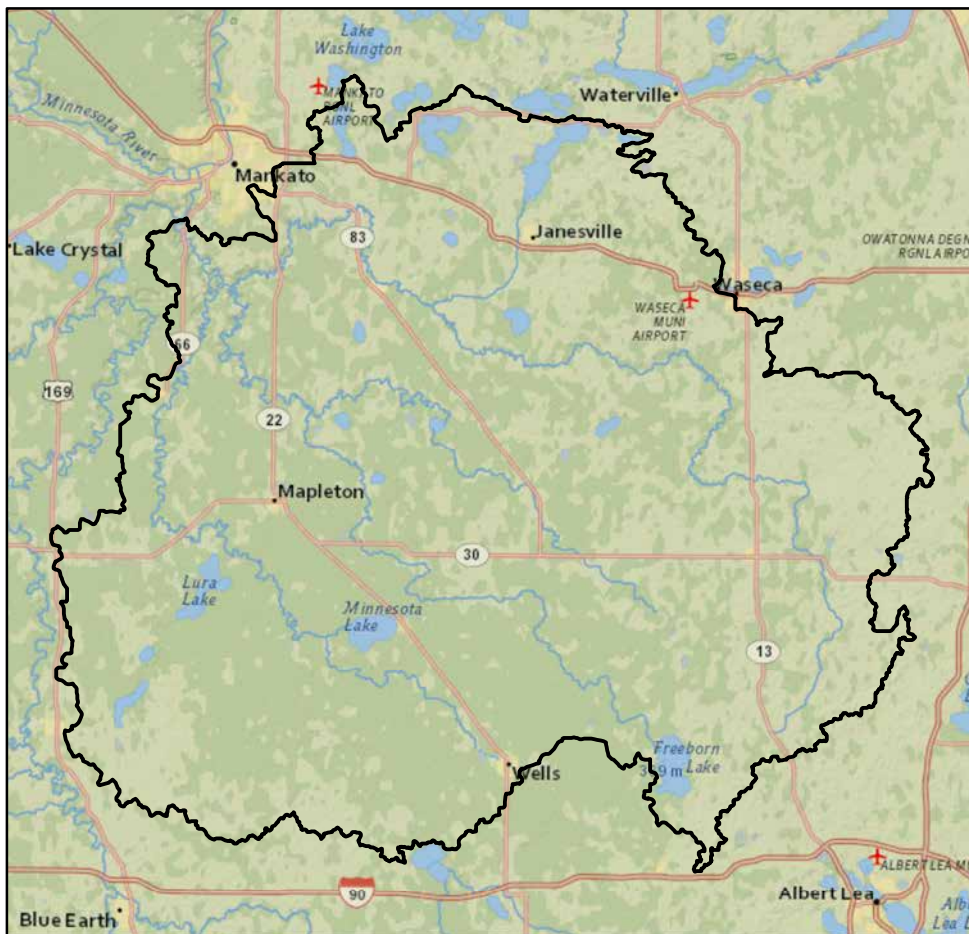 Lake
Washington
MANKATO
RGNL
AIRPORT
Waterville
Minnesota River
Mankato
Janesville
83
Lake Crystal
OWATONNA DEGN
RGNL AIRPO
Waseca
WASECA
MUNI
AIRPORT
66
169
22
Mapleton
30
Lura
Lake
Minnesota
Lake
13
Freeborn
Lake
Wells
ALBERT LEA M
90
Albert Lea
Blue Earth
Lea L